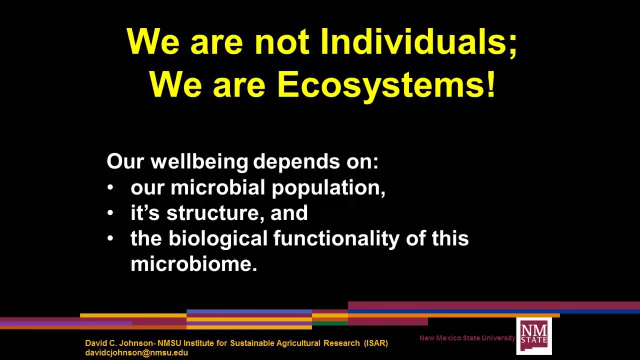 We are not Individuals;
We are Ecosystems!
Our wellbeing depends on:
• our microbial population,
• it's structure, and
• the biological functionality of this
microbiome.
David C. Johnson- NMSU Institute for Sustainable Agricultural Research (ISAR)
davidcjohnson@nmsu.edu
New Mexico State University
NM
STATE